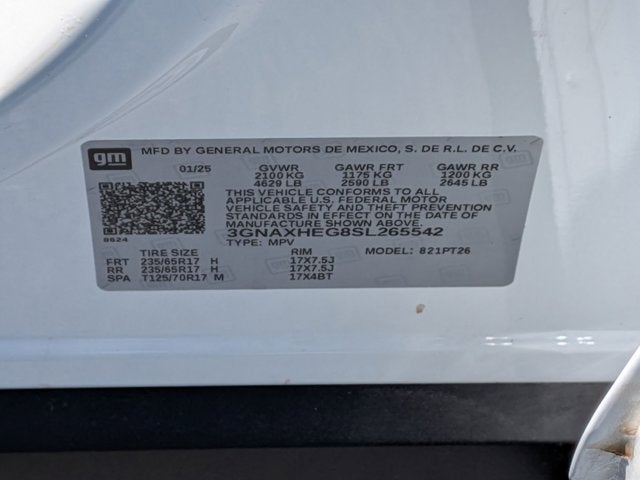 gm MFD BY GENERAL MOTORS DE MEXICO, S. DE R.L. DE C.V.
01/25 GVWR GAWR FRT GAWR RR
2100 KG 1175 KG 1200 KG
4629 LB 2590 LB 2645 LB
THIS VEHICLE CONFORMS TO ALL
APPLICABLE U.S. FEDERAL MOTOR
VEHICLE SAFETY AND THEFT PREVENTION
STANDARDS IN EFFECT ON THE DATE OF
MANUFACTURE SHOWN ABOVE.
8624 3GNAXHEG8SL265542
TYPE: MPV MODEL: 821PT26
TIRE SIZE RIM
FRT 235/65R17 H 17X7.5J
RR 235/65R17 H 17X7.5J
SPA T125/70R17 M 17X4BT